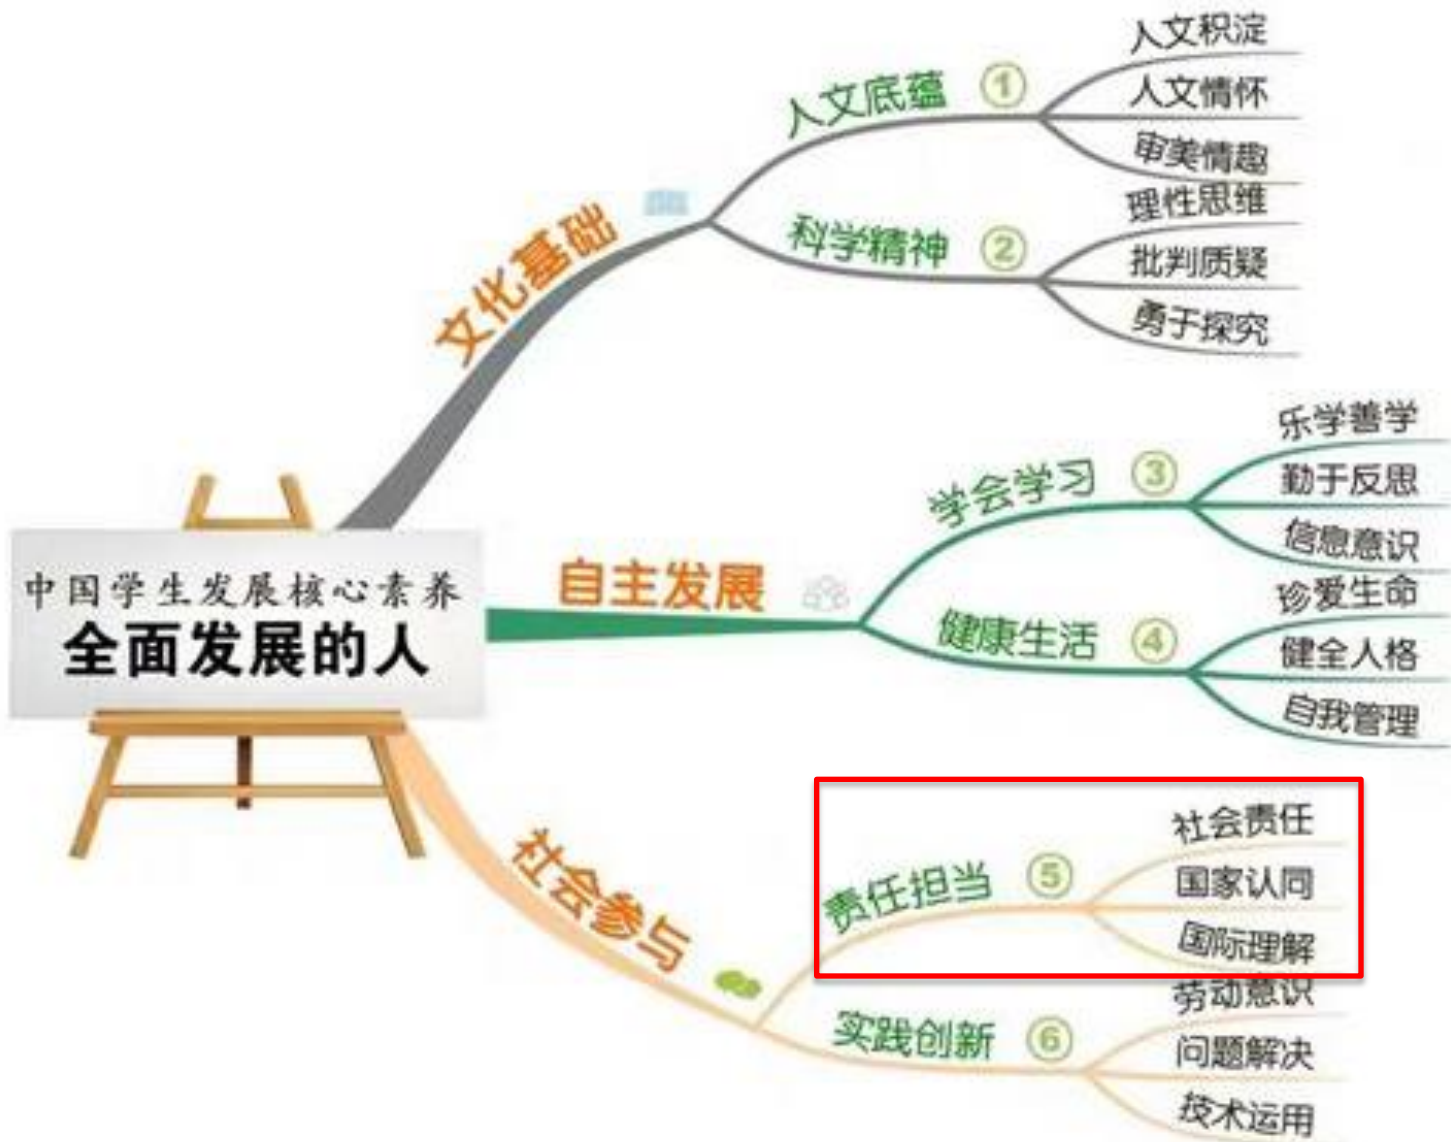 中国学生发展核心素养
全面发展的人
文化基础
人文底蕴 ①
人文积淀
人文情怀
审美情趣
科学精神 ②
理性思维
批判质疑
勇于探究
自主发展
学会学习 ③
乐学善学
勤于反思
信息意识
健康生活 ④
珍爱生命
健全人格
自我管理
社会参与
责任担当 ⑤
社会责任
国家认同
国际理解
实践创新 ⑥
劳动意识
问题解决
技术运用